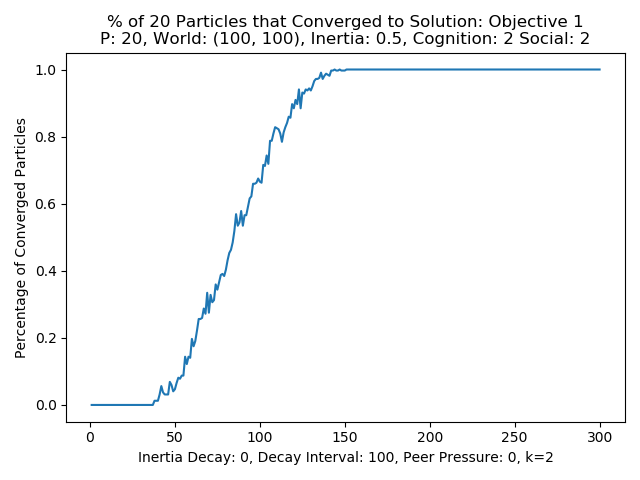 % of 20 Particles that Converged to Solution: Objective 1
P: 20, World: (100, 100), Inertia: 0.5, Cognition: 2 Social: 2
Percentage of Converged Particles
1.0
0.8
0.6
0.4
0.2
0.0
0 50 100 150 200 250 300
Inertia Decay: 0, Decay Interval: 100, Peer Pressure: 0, k=2